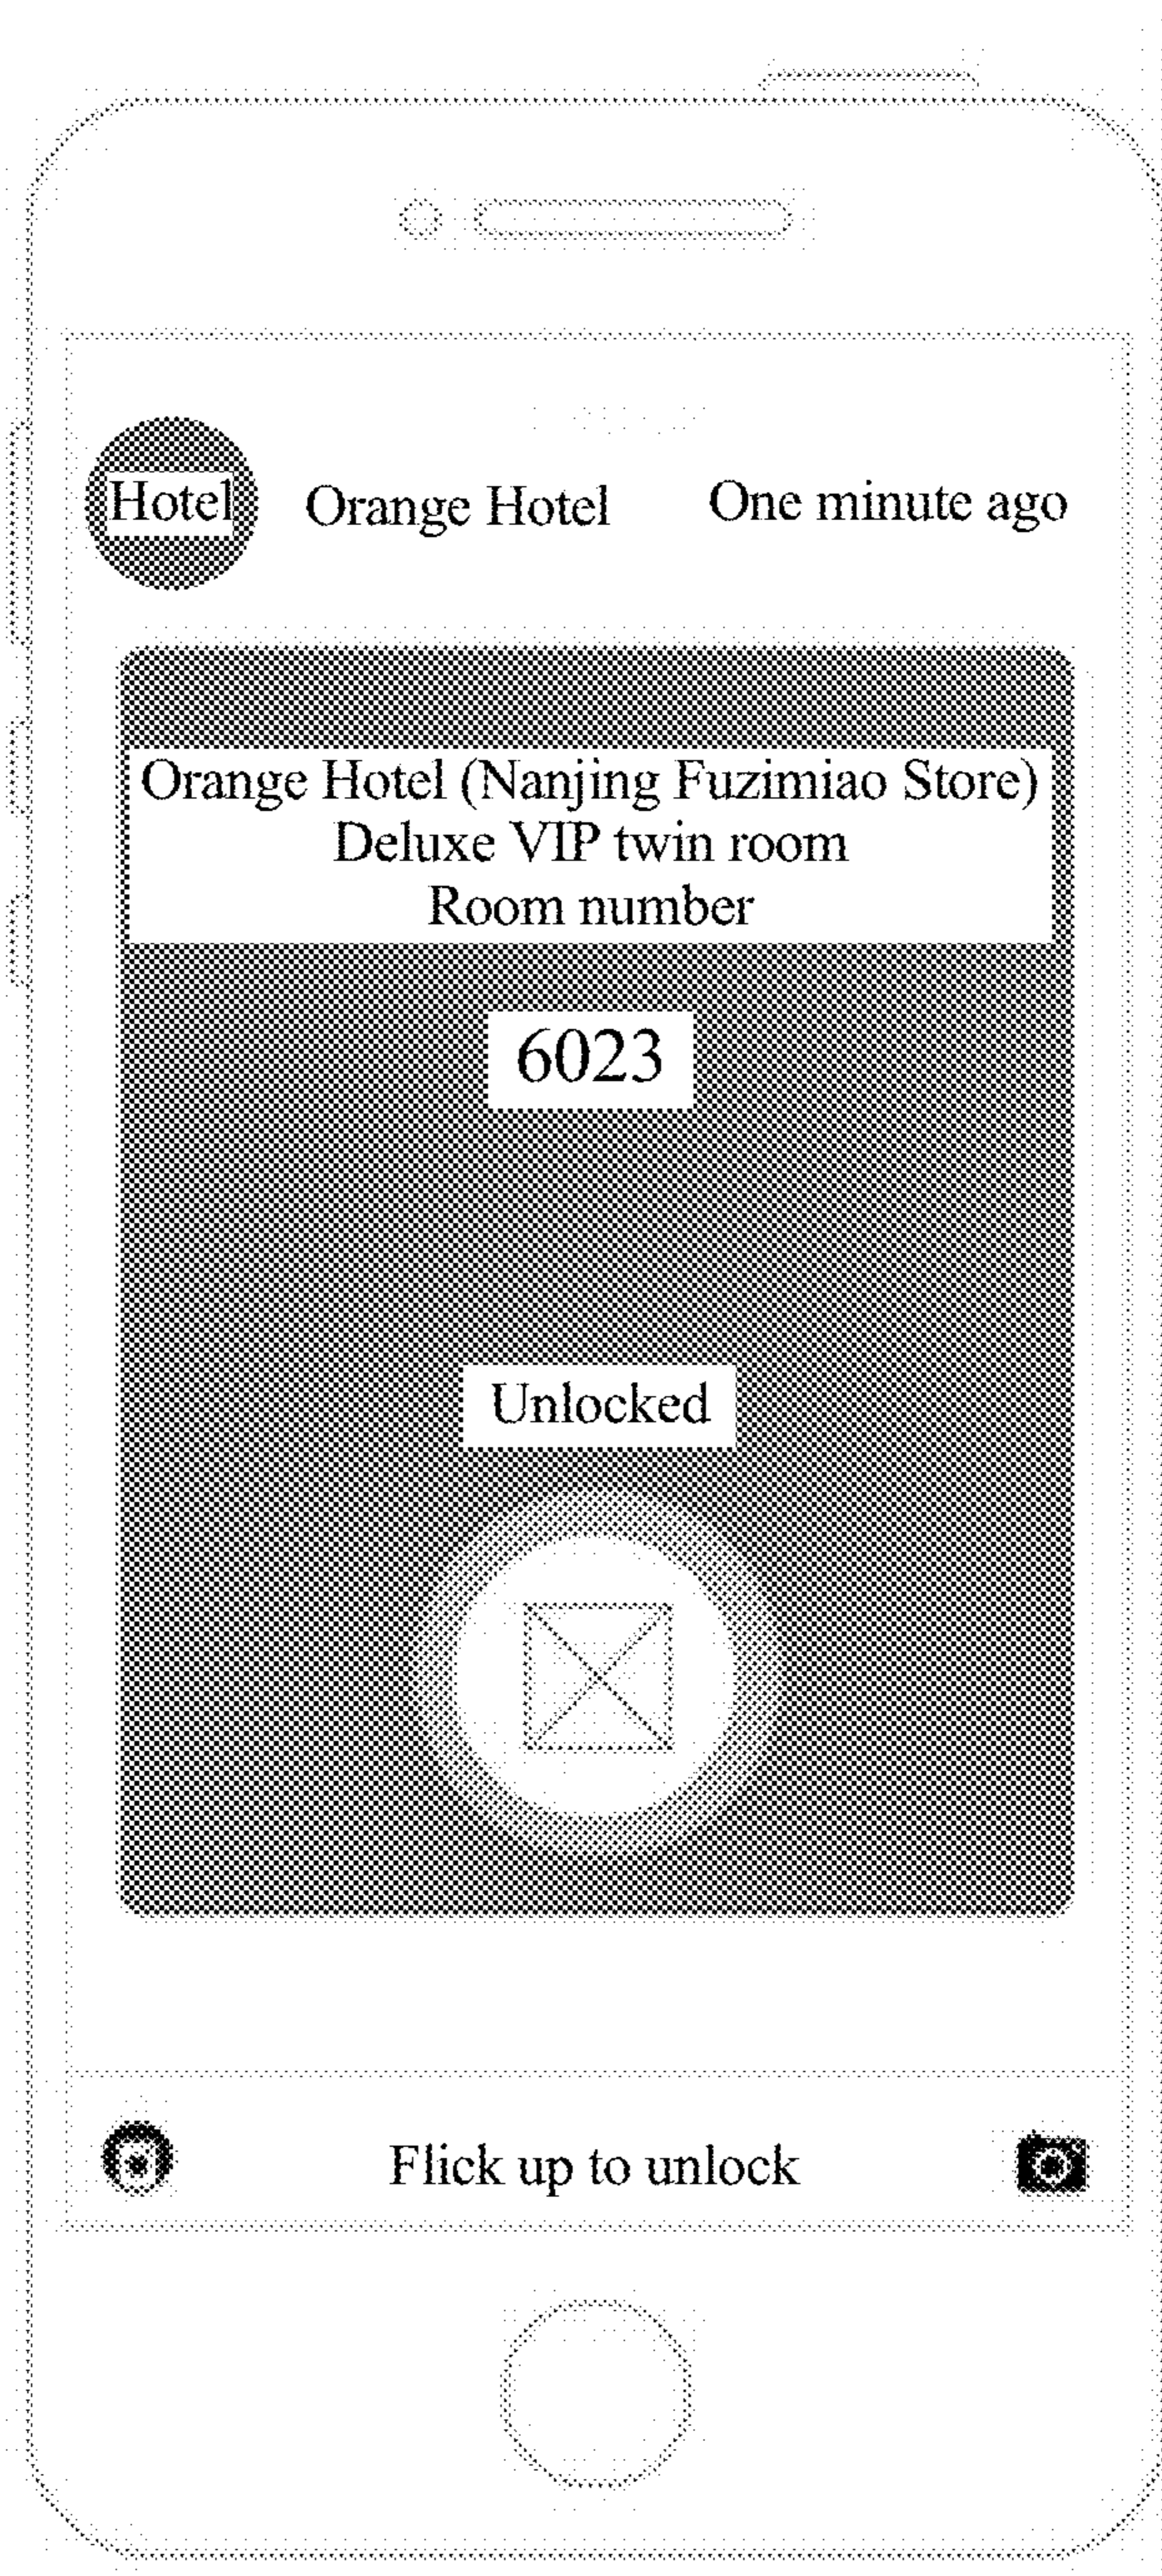 Hotel Orange Hotel One minute ago
Orange Hotel (Nanjing Fuzimiao Store)
Deluxe VIP twin room
Room number
6023
Unlocked
Flick up to unlock